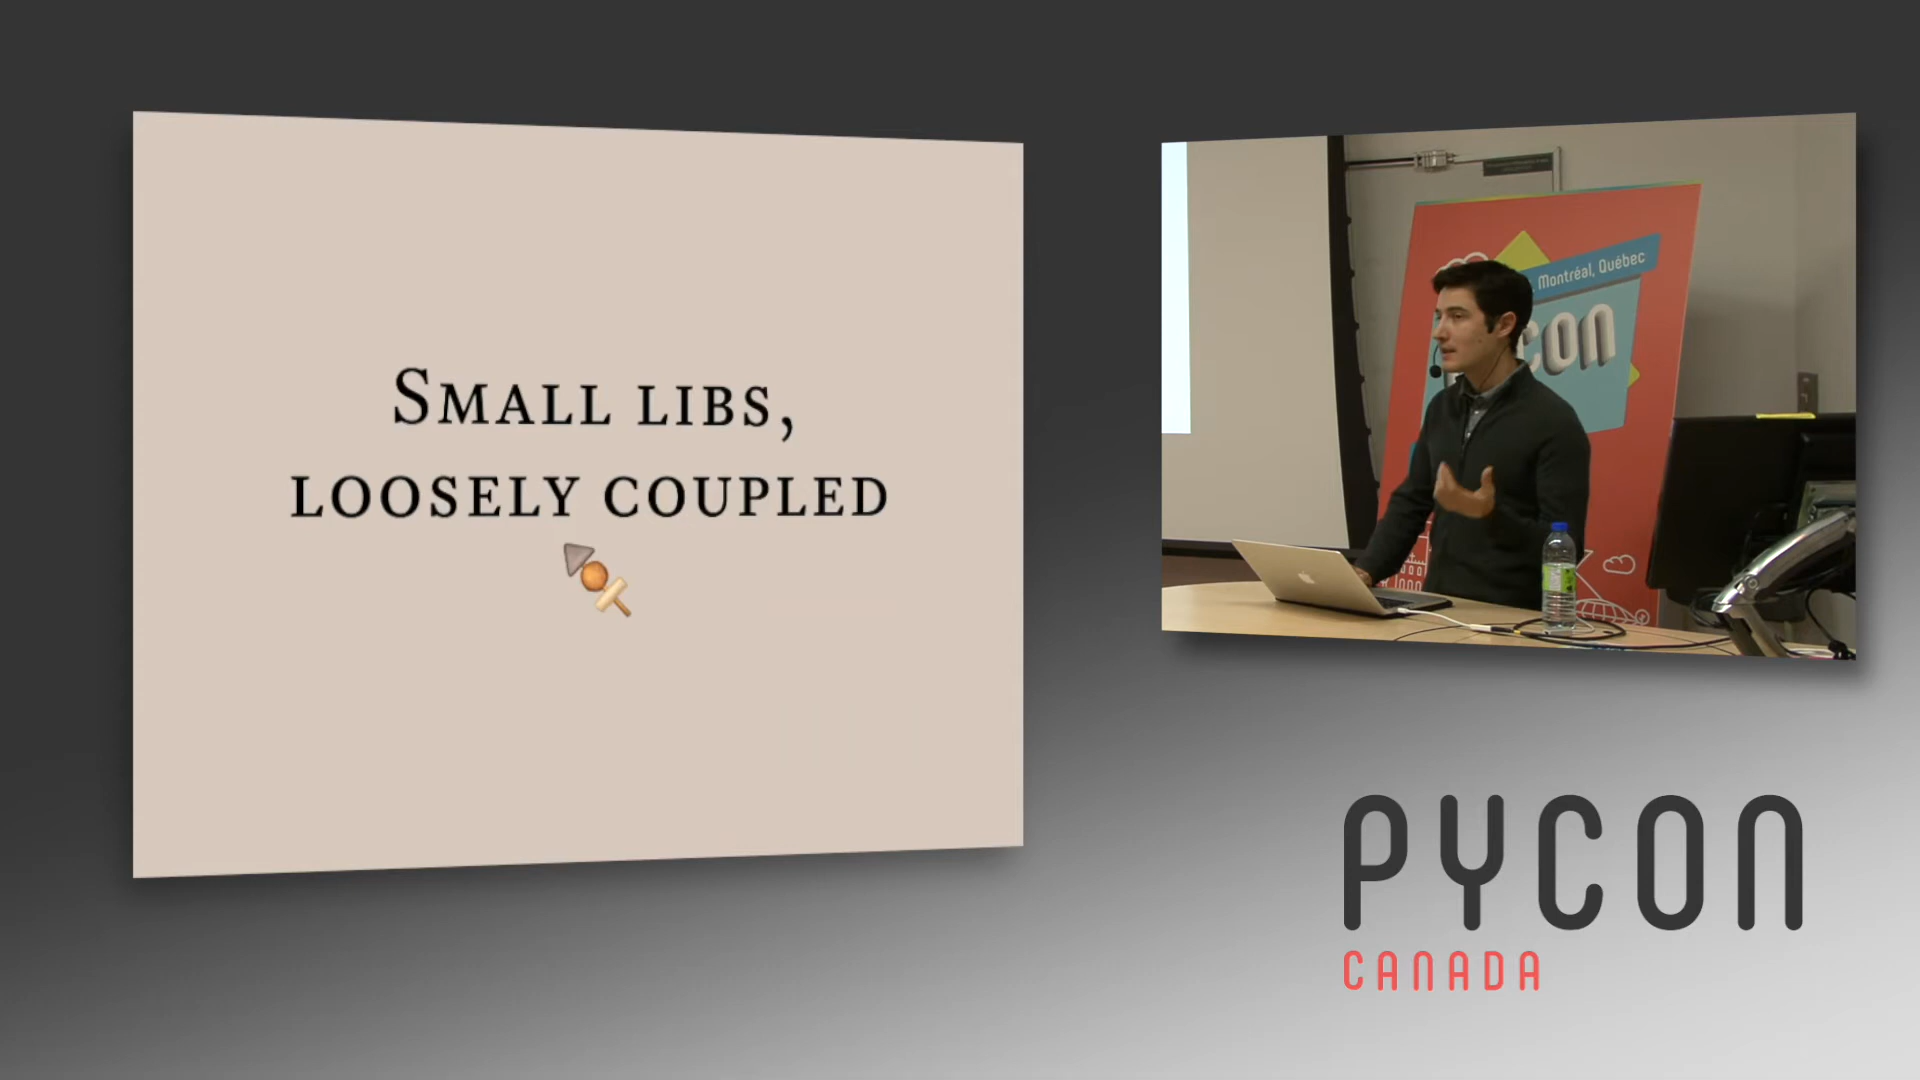 SMALL LIBS,
LOOSELY COUPLED
Montréal, Québec
CON
PYCON
CANADA